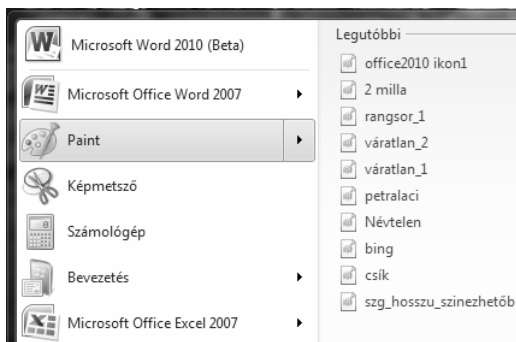 Microsoft Word 2010 (Beta)
Microsoft Office Word 2007
Paint
Képmetsző
Számológép
Bevezetés
Microsoft Office Excel 2007
Legutóbbi
office2010 ikon1
2 milla
rangsor_1
váratlan_2
váratlan_1
petralaci
Névtelen
bing
csík
szg_hosszu_szinezhetőb